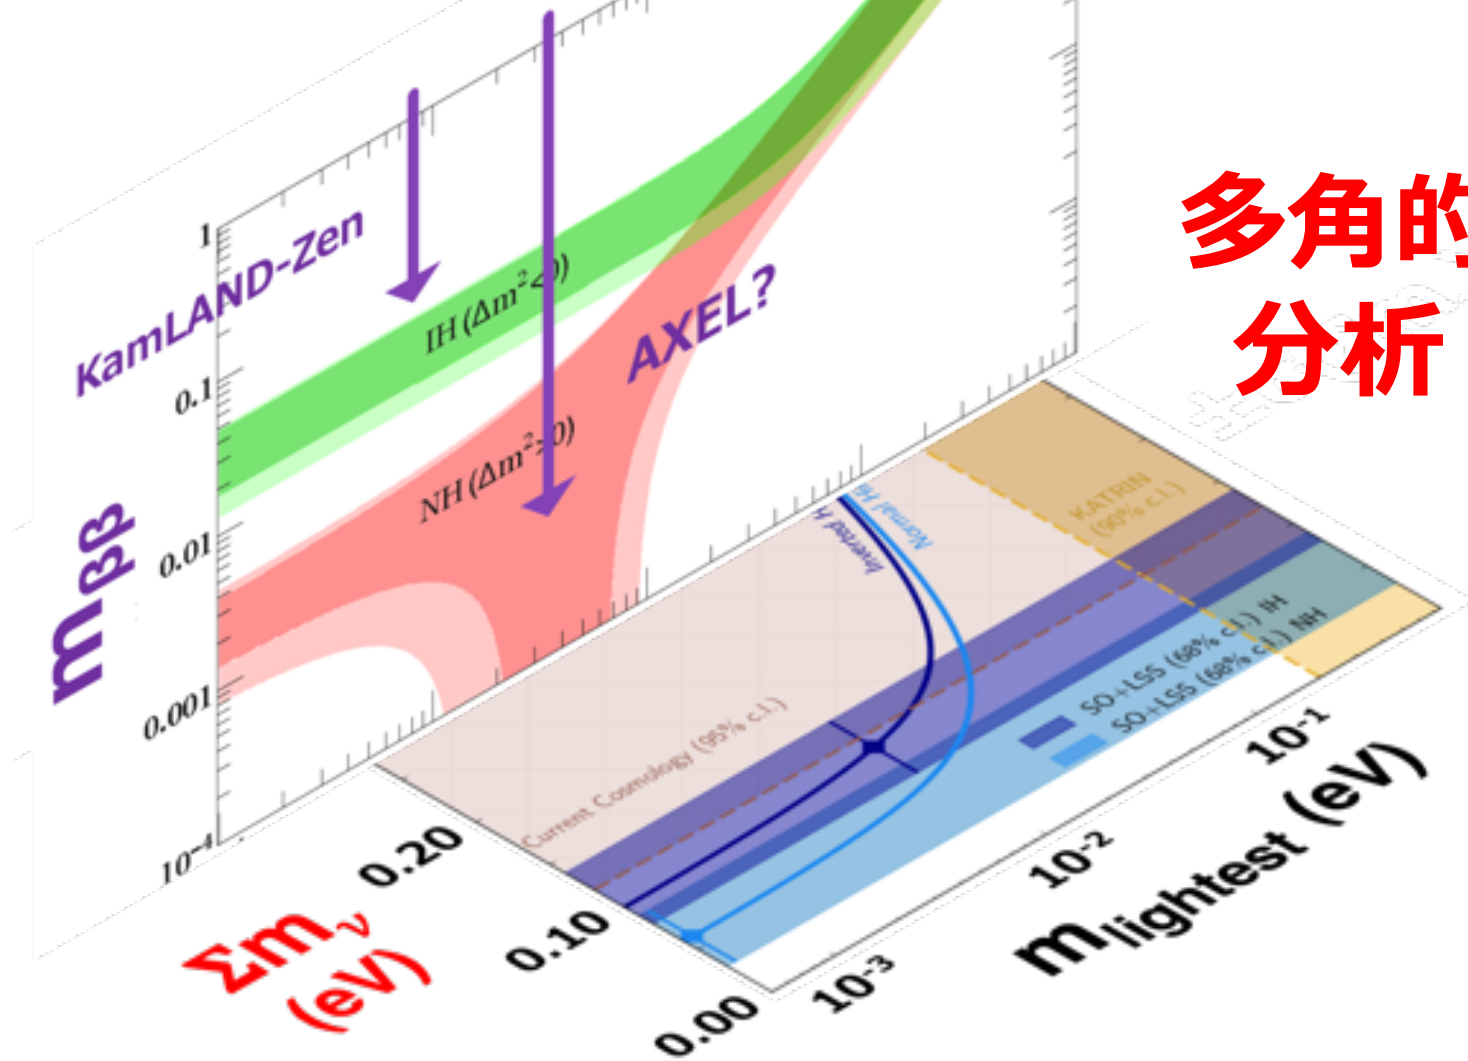 KamLAND-Zen
AXEL?
IH (Δm²<0)
NH (Δm²>0)
1
0.1
0.01
0.001
10⁻⁴
mββ
多角的
分析
KATRIN
(90% c.l.)
Inverted H
Normal Hi
Current Cosmology (95% c.l.)
SO+LSS (68% c.l.) IH
SO+LSS (68% c.l.) NH
0.20
0.10
0.00
Σmν
(eV)
10⁻³
10⁻²
10⁻¹
mlightest (eV)